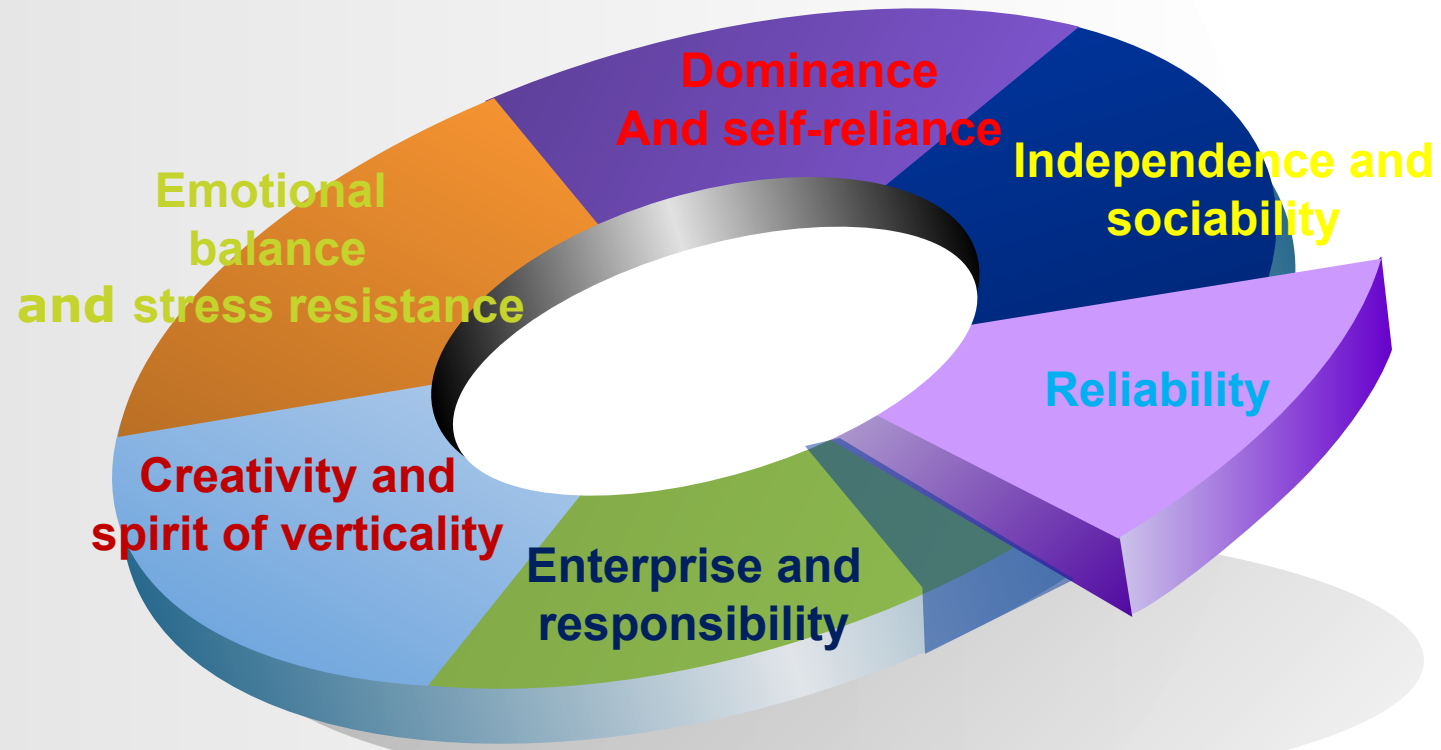 Dominance
And self-reliance
Independence and
sociability
Emotional
balance
and stress resistance
Reliability
Creativity and
spirit of verticality
Enterprise and
responsibility